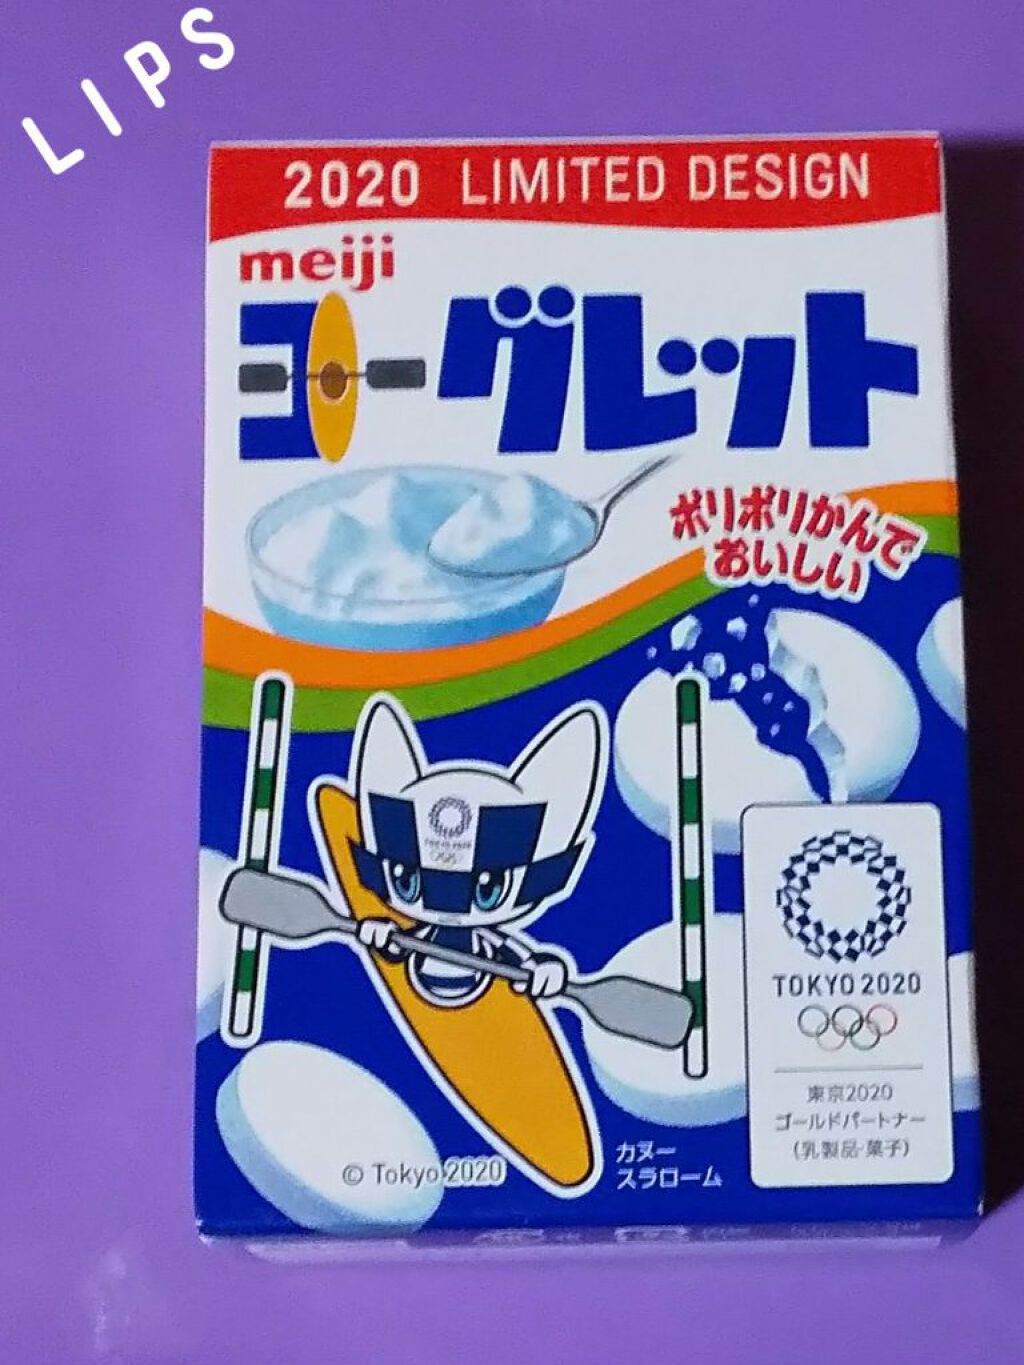 LIPS
2020 LIMITED DESIGN
meiji
ヨーグレット
ポリポリかんで
おいしい
TOKYO 2020
TOKYO 2020
東京2020
ゴールドパートナー
(乳製品・菓子)
カヌー
スラローム
© Tokyo 2020